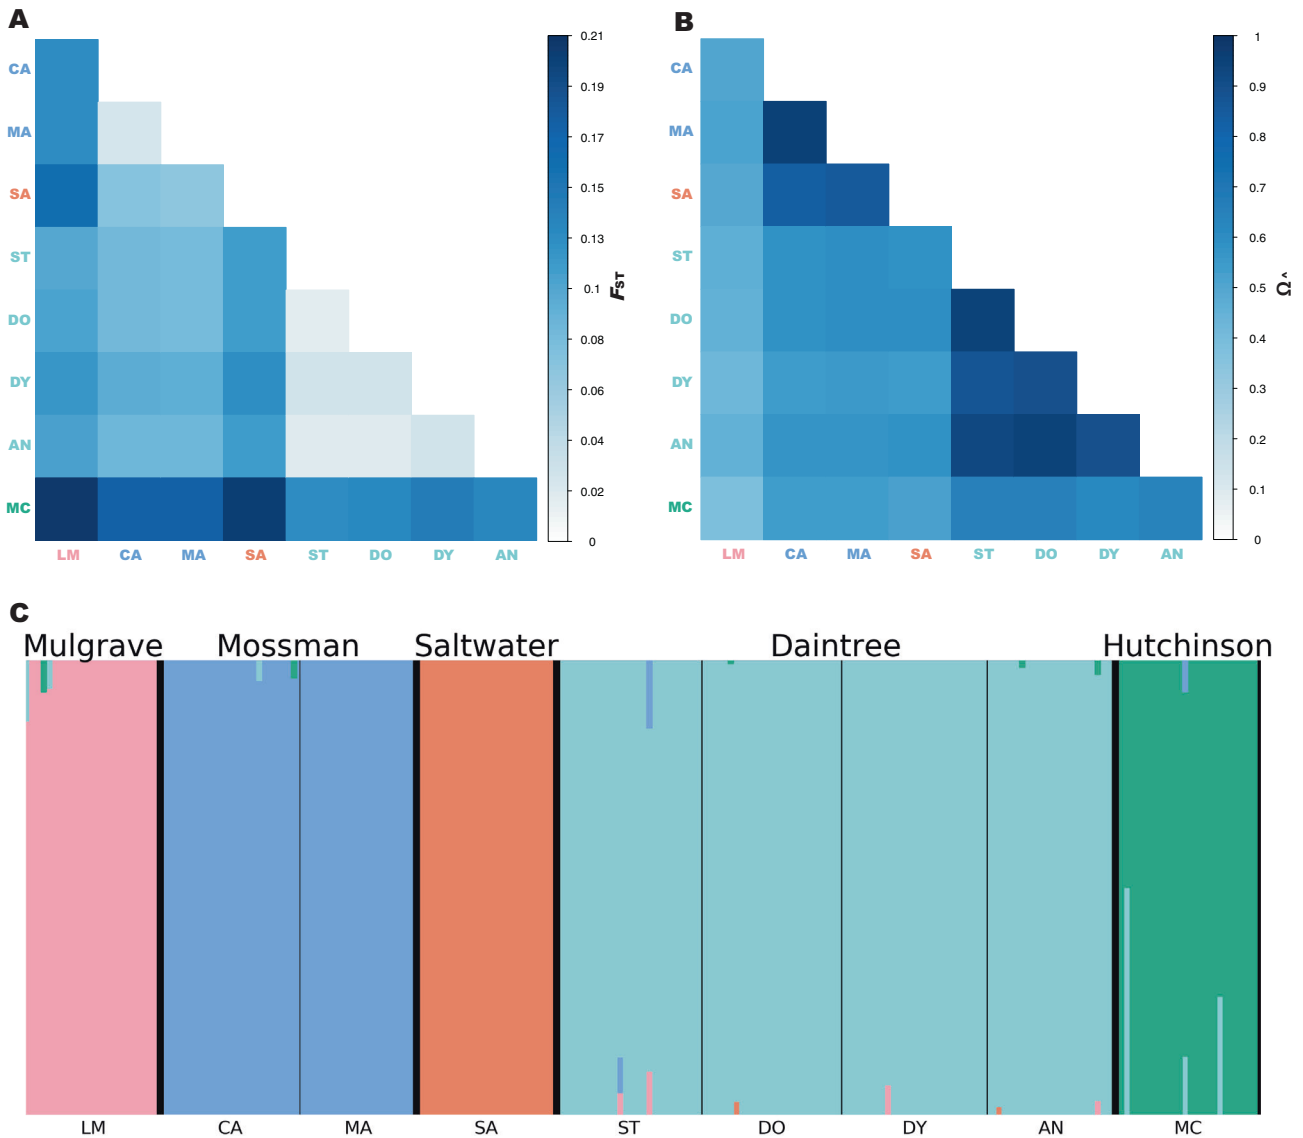 A
B
CA
MA
SA
ST
DO
DY
AN
MC
LM CA MA SA ST DO DY AN
0.21
0.19
0.17
0.15
0.13
0.1
0.08
0.06
0.04
0.02
0
FST
CA
MA
SA
ST
DO
DY
AN
MC
LM CA MA SA ST DO DY AN
1
0.9
0.8
0.7
0.6
0.5
0.4
0.3
0.2
0.1
0
Ω^
C
Mulgrave Mossman Saltwater Daintree Hutchinson
LM CA MA SA ST DO DY AN MC